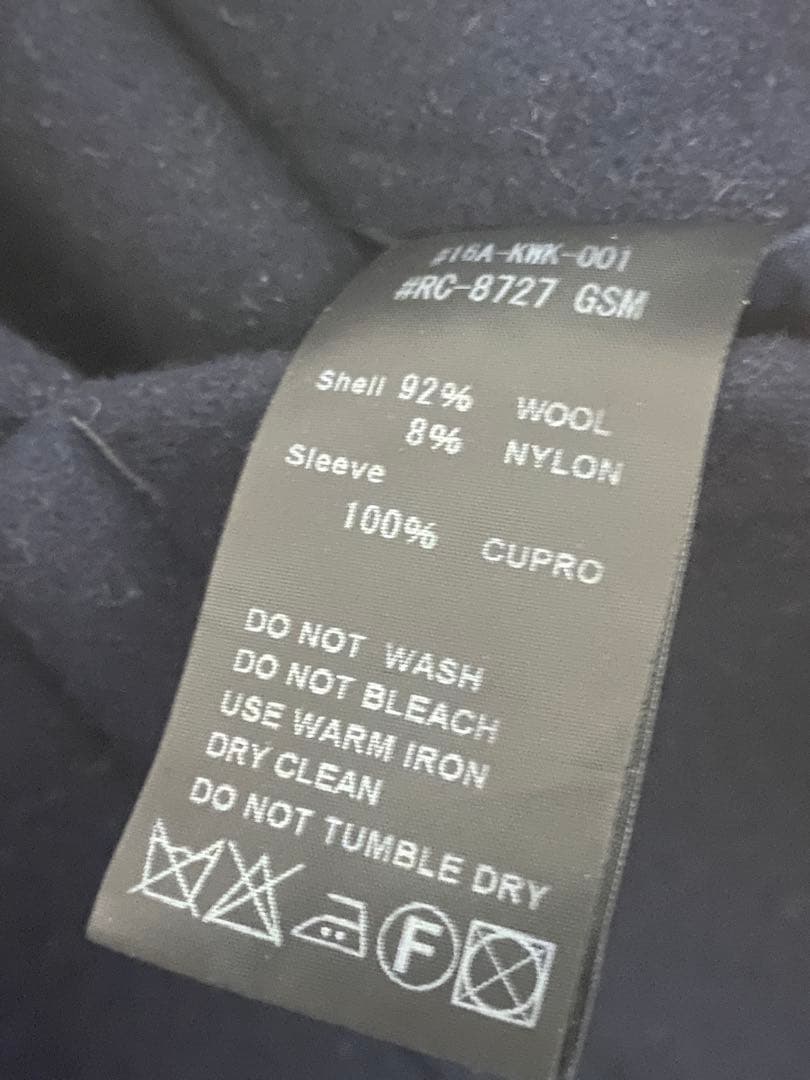 #16A-KWK-001
#RC-8727 GSM
Shell 92% WOOL
8% NYLON
Sleeve
100% CUPRO
DO NOT WASH
DO NOT BLEACH
USE WARM IRON
DRY CLEAN
DO NOT TUMBLE DRY
F